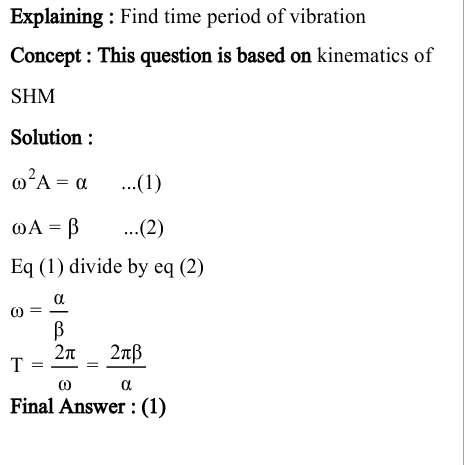 Explaining : Find time period of vibration
Concept : This question is based on kinematics of
SHM
Solution :
ω²A = α ...(1)
ωA = β ...(2)
Eq (1) divide by eq (2)
ω = α/β
T = 2π/ω = 2πβ/α
Final Answer : (1)